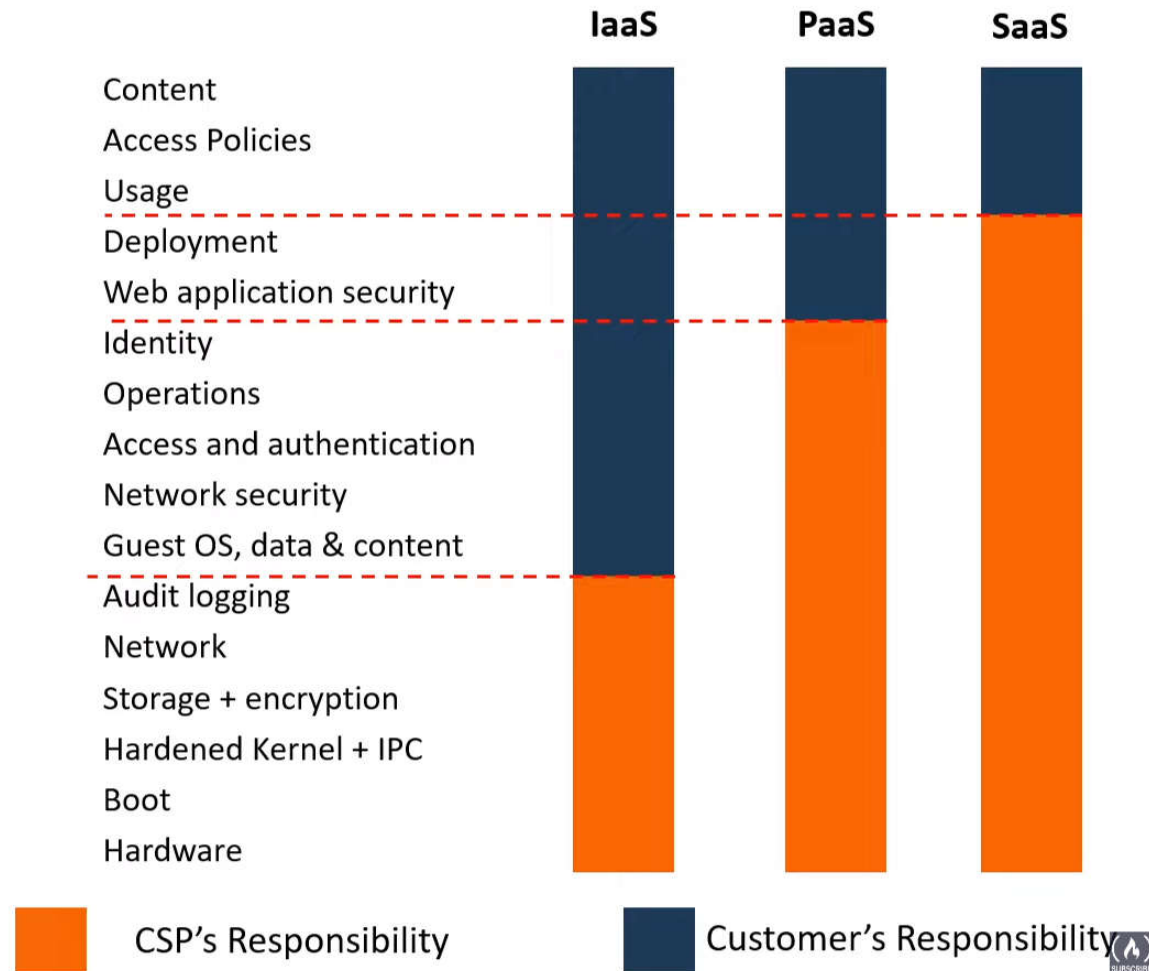 IaaS PaaS SaaS
Content
Access Policies
Usage
Deployment
Web application security
Identity
Operations
Access and authentication
Network security
Guest OS, data & content
Audit logging
Network
Storage + encryption
Hardened Kernel + IPC
Boot
Hardware
CSP's Responsibility
Customer's Responsibility
SUBSCRIBE